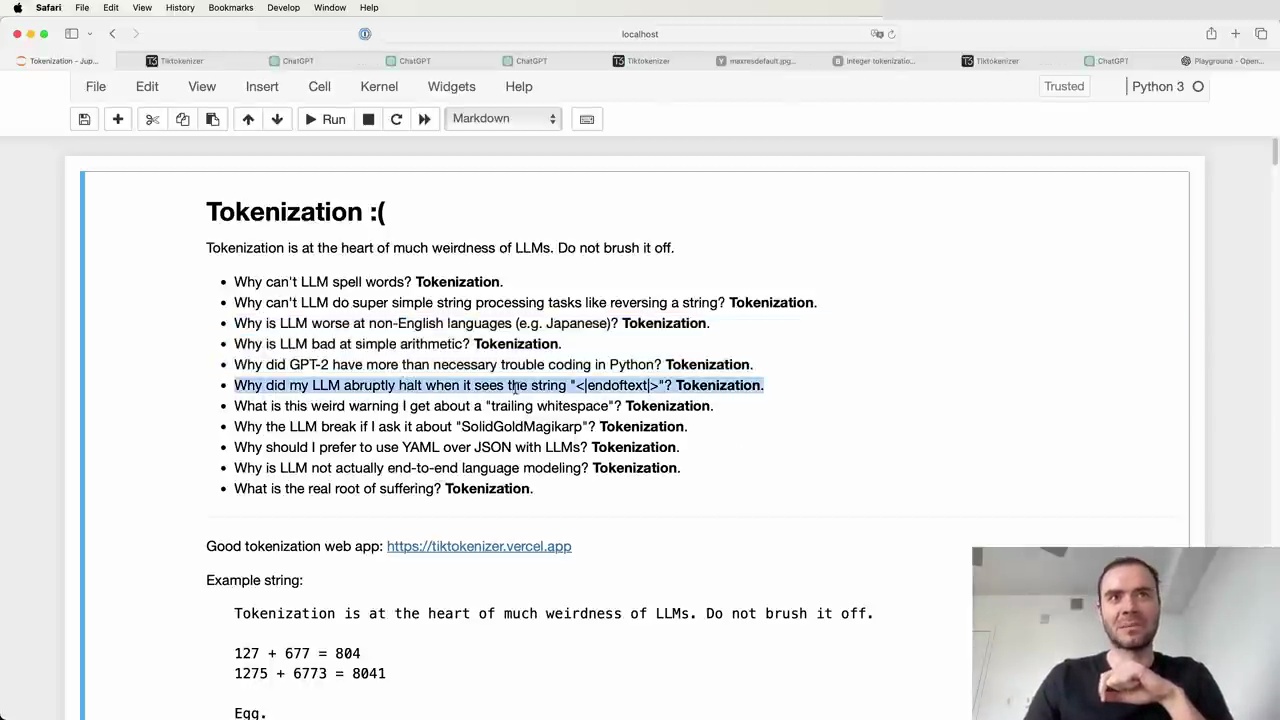 Safari File Edit View History Bookmarks Develop Window Help
localhost
Tokenization - Jup... Tiktokenizer ChatGPT ChatGPT ChatGPT Tiktokenizer maxresdefault.jpg... Integer tokenizatio... Tiktokenizer ChatGPT Playground - Open...
File Edit View Insert Cell Kernel Widgets Help Trusted Python 3
Run Markdown
Tokenization :(
Tokenization is at the heart of much weirdness of LLMs. Do not brush it off.
• Why can't LLM spell words? Tokenization.
• Why can't LLM do super simple string processing tasks like reversing a string? Tokenization.
• Why is LLM worse at non-English languages (e.g. Japanese)? Tokenization.
• Why is LLM bad at simple arithmetic? Tokenization.
• Why did GPT-2 have more than necessary trouble coding in Python? Tokenization.
• Why did my LLM abruptly halt when it sees the string "<|endoftext|>"? Tokenization.
• What is this weird warning I get about a "trailing whitespace"? Tokenization.
• Why the LLM break if I ask it about "SolidGoldMagikarp"? Tokenization.
• Why should I prefer to use YAML over JSON with LLMs? Tokenization.
• Why is LLM not actually end-to-end language modeling? Tokenization.
• What is the real root of suffering? Tokenization.
Good tokenization web app: https://tiktokenizer.vercel.app
Example string:
Tokenization is at the heart of much weirdness of LLMs. Do not brush it off.
127 + 677 = 804
1275 + 6773 = 8041
Egg.